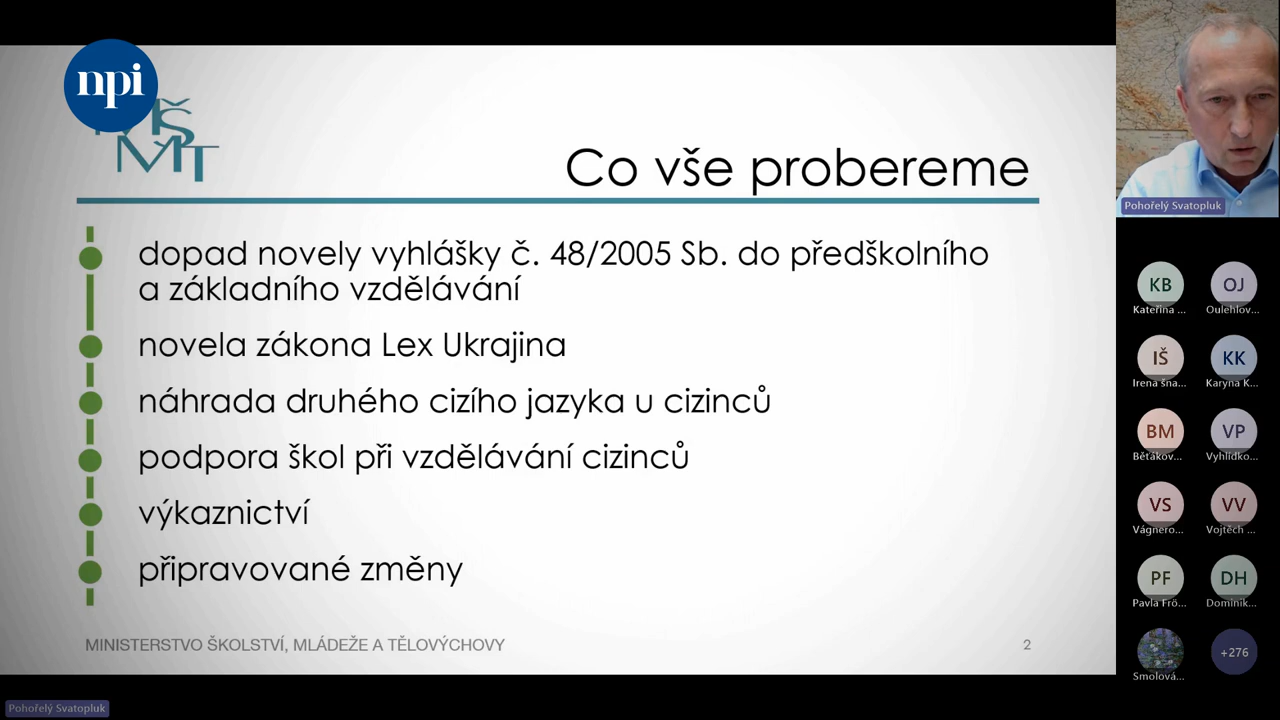 npi
MŠMT
Co vše probereme
dopad novely vyhlášky č. 48/2005 Sb. do předškolního
a základního vzdělávání
novela zákona Lex Ukrajina
náhrada druhého cizího jazyka u cizinců
podpora škol při vzdělávání cizinců
výkaznictví
připravované změny
MINISTERSTVO ŠKOLSTVÍ, MLÁDEŽE A TĚLOVÝCHOVY
2
Pohořelý Svatopluk
KB OJ
Kateřina ... Oulehlov...
IŠ KK
Irena šna... Karyna K...
BM VP
Bětákov... Vyhlídko...
VS VV
Vágnero... Vojtěch ...
PF DH
Pavla Frö... Dominik...
+276
Smolová...
Pohořelý Svatopluk